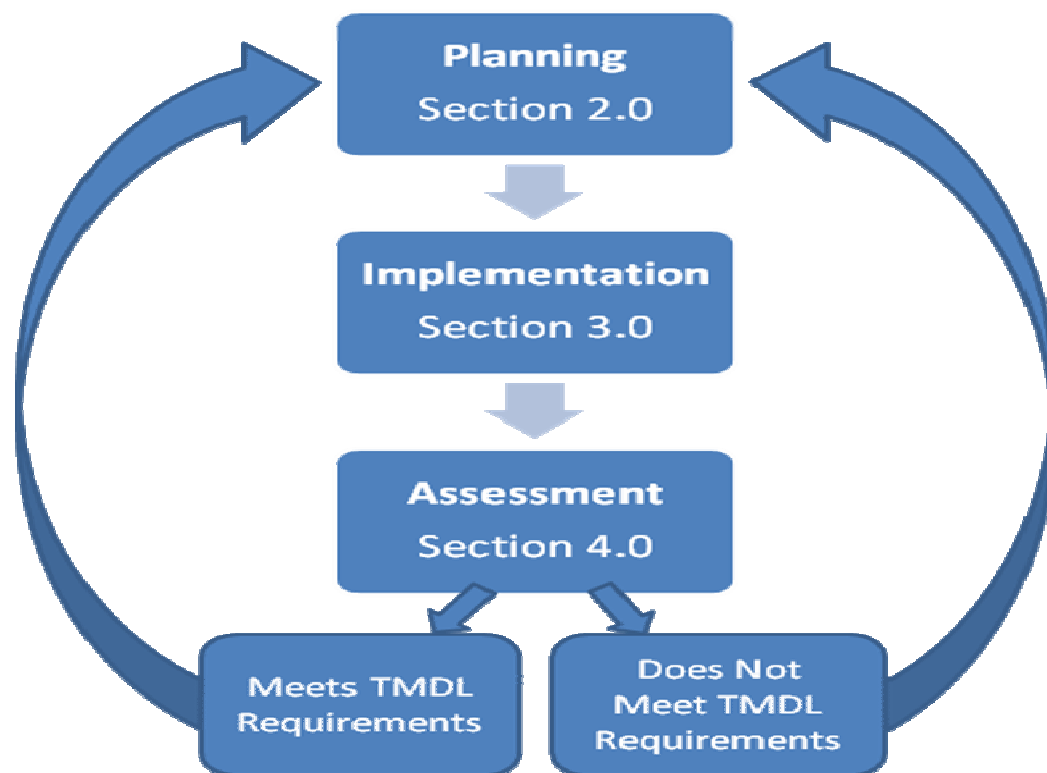 Planning
Section 2.0
Implementation
Section 3.0
Assessment
Section 4.0
Meets TMDL
Requirements
Does Not
Meet TMDL
Requirements